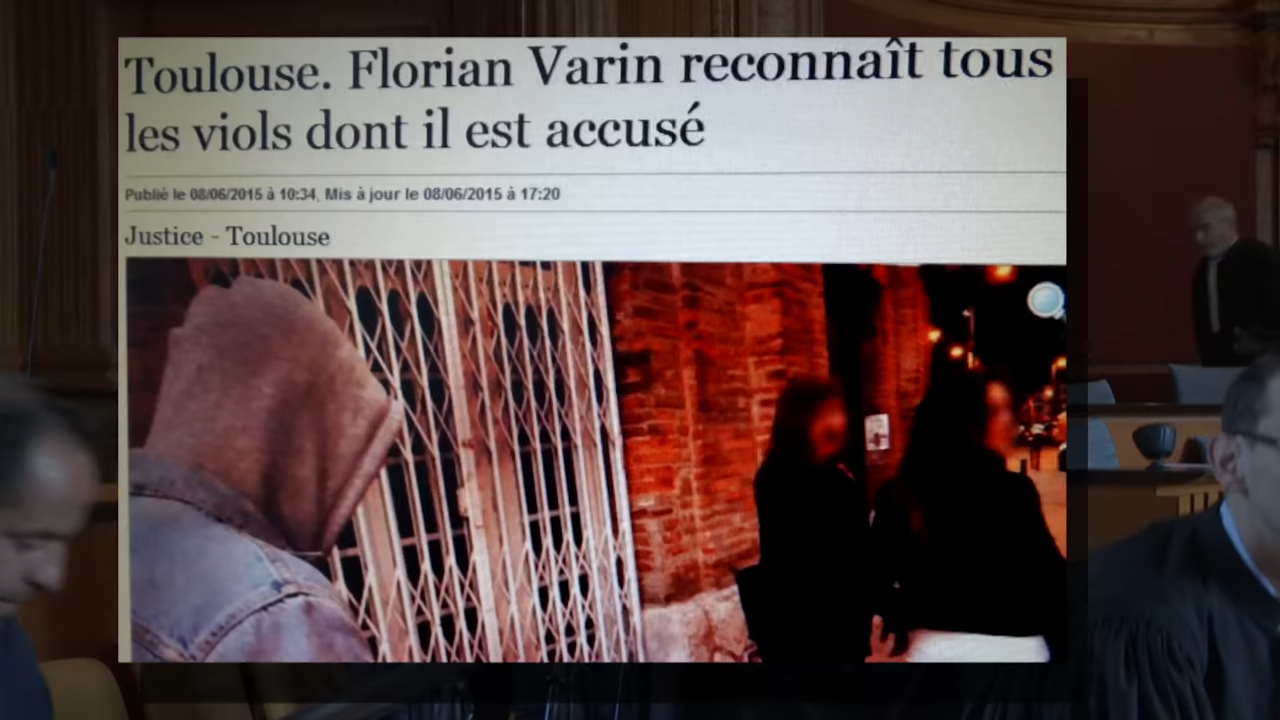 Toulouse. Florian Varin reconnaît tous
les viols dont il est accusé
Publié le 08/06/2015 à 10:34, Mis à jour le 08/06/2015 à 17:20
Justice - Toulouse